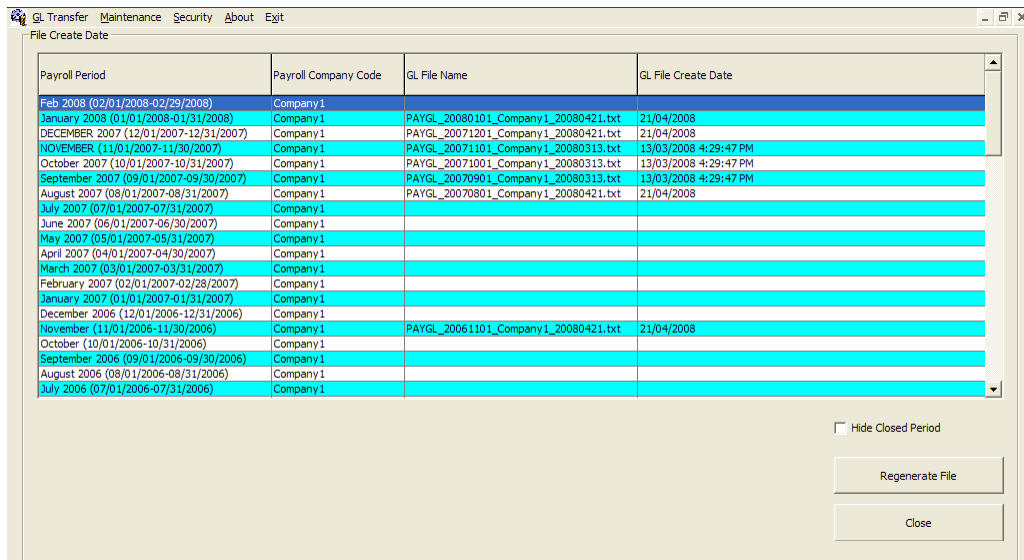 GL Transfer Maintenance Security About Exit
File Create Date
Payroll Period Payroll Company Code GL File Name GL File Create Date
Feb 2008 (02/01/2008-02/29/2008) Company1
January 2008 (01/01/2008-01/31/2008) Company1 PAYGL_20080101_Company1_20080421.txt 21/04/2008
DECEMBER 2007 (12/01/2007-12/31/2007) Company1 PAYGL_20071201_Company1_20080421.txt 21/04/2008
NOVEMBER (11/01/2007-11/30/2007) Company1 PAYGL_20071101_Company1_20080313.txt 13/03/2008 4:29:47 PM
October 2007 (10/01/2007-10/31/2007) Company1 PAYGL_20071001_Company1_20080313.txt 13/03/2008 4:29:47 PM
September 2007 (09/01/2007-09/30/2007) Company1 PAYGL_20070901_Company1_20080313.txt 13/03/2008 4:29:47 PM
August 2007 (08/01/2007-08/31/2007) Company1 PAYGL_20070801_Company1_20080421.txt 21/04/2008
July 2007 (07/01/2007-07/31/2007) Company1
June 2007 (06/01/2007-06/30/2007) Company1
May 2007 (05/01/2007-05/31/2007) Company1
April 2007 (04/01/2007-04/30/2007) Company1
March 2007 (03/01/2007-03/31/2007) Company1
February 2007 (02/01/2007-02/28/2007) Company1
January 2007 (01/01/2007-01/31/2007) Company1
December 2006 (12/01/2006-12/31/2006) Company1
November (11/01/2006-11/30/2006) Company1 PAYGL_20061101_Company1_20080421.txt 21/04/2008
October (10/01/2006-10/31/2006) Company1
September 2006 (09/01/2006-09/30/2006) Company1
August 2006 (08/01/2006-08/31/2006) Company1
July 2006 (07/01/2006-07/31/2006) Company1
Hide Closed Period
Regenerate File
Close